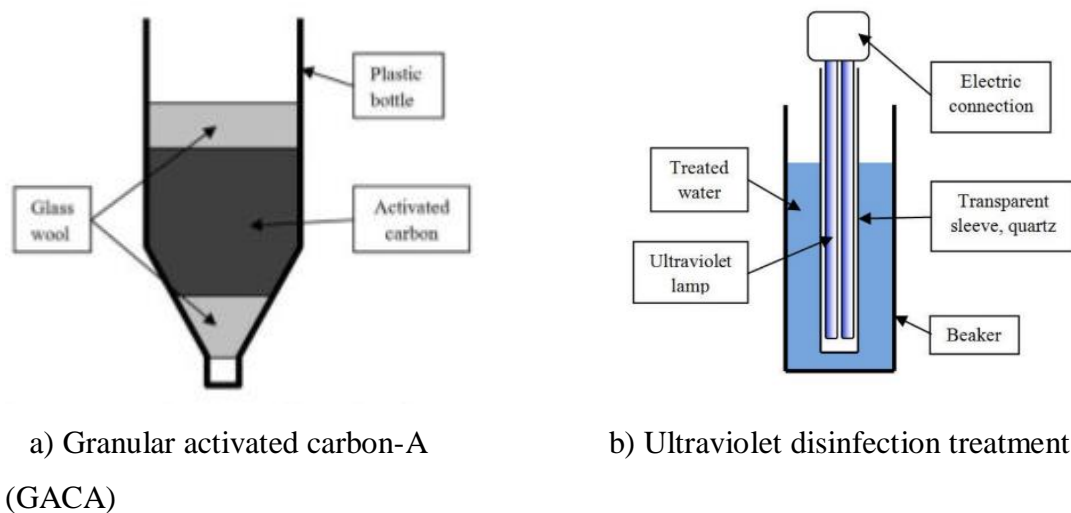 Plastic
bottle
Glass
wool
Activated
carbon
Electric
connection
Treated
water
Transparent
sleeve, quartz
Ultraviolet
lamp
Beaker
a) Granular activated carbon-A
(GACA)
b) Ultraviolet disinfection treatment